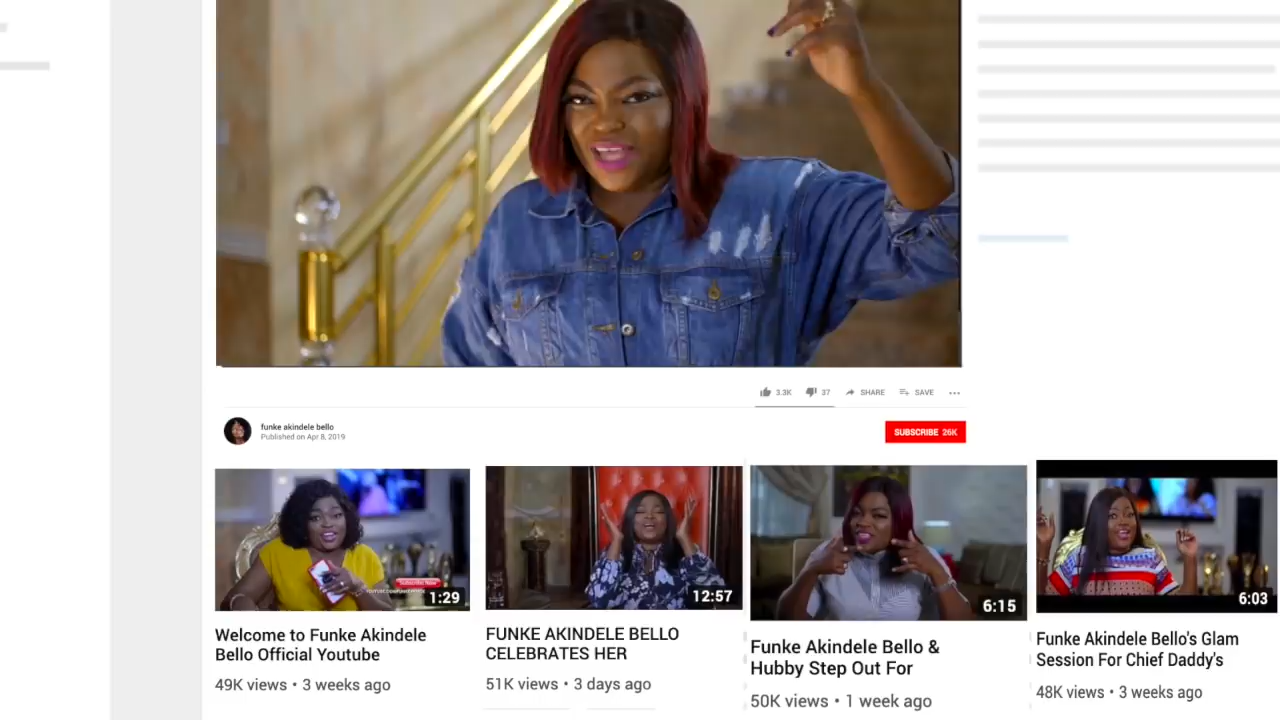 3.3K 37 SHARE SAVE
funke akindele bello
Published on Apr 8, 2019
SUBSCRIBE 26K
Subscribe Now
1:29
12:57
6:15
6:03
Welcome to Funke Akindele
Bello Official Youtube
49K views • 3 weeks ago
FUNKE AKINDELE BELLO
CELEBRATES HER
51K views • 3 days ago
Funke Akindele Bello &
Hubby Step Out For
50K views • 1 week ago
Funke Akindele Bello's Glam
Session For Chief Daddy's
48K views • 3 weeks ago